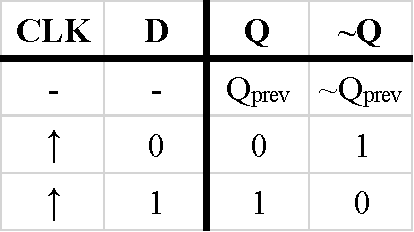 CLK D Q ~Q
- - Qprev ~Qprev
↑ 0 0 1
↑ 1 1 0